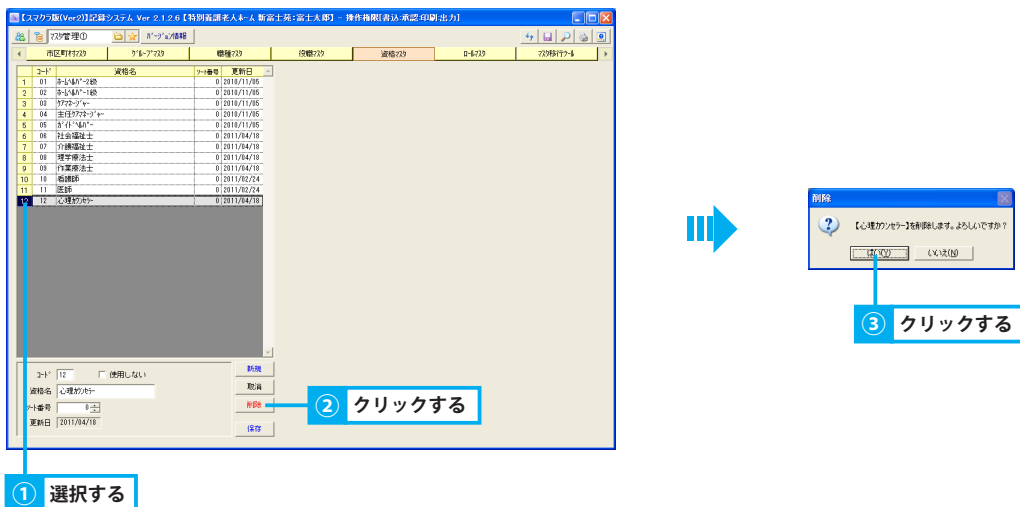 【スマクラ版(Ver2)】記録システム Ver 2.1.2.6【特別養護老人ホーム 新富士苑:富士太郎】 - 操作権限[書込:承認:印刷:出力]
ﾏｽﾀ管理① ﾊﾞｰｼﾞｮﾝ情報
市区町村ﾏｽﾀ ｸﾞﾙｰﾌﾟﾏｽﾀ 職種ﾏｽﾀ 役職ﾏｽﾀ 資格ﾏｽﾀ ﾛｰﾙﾏｽﾀ ﾏｽﾀ移行ﾂｰﾙ
ｺｰﾄﾞ 資格名 ｿｰﾄ番号 更新日
1 01 ﾎｰﾑﾍﾙﾊﾟｰ2級 0 2010/11/05
2 02 ﾎｰﾑﾍﾙﾊﾟｰ1級 0 2010/11/05
3 03 ｹｱﾏﾈｰｼﾞｬｰ 0 2010/11/05
4 04 主任ｹｱﾏﾈｰｼﾞｬｰ 0 2010/11/05
5 05 ｶﾞｲﾄﾞﾍﾙﾊﾟｰ 0 2010/11/05
6 06 社会福祉士 0 2011/04/18
7 07 介護福祉士 0 2011/04/18
8 08 理学療法士 0 2011/04/18
9 09 作業療法士 0 2011/04/18
10 10 看護師 0 2011/02/24
11 11 医師 0 2011/02/24
12 12 心理ｶｳﾝｾﾗｰ 0 2011/04/18
ｺｰﾄﾞ 12 使用しない
資格名 心理ｶｳﾝｾﾗｰ
ｿｰﾄ番号 0
更新日 2011/04/18
新規
取消
削除
保存
① 選択する
② クリックする
削除
【心理ｶｳﾝｾﾗｰ】を削除します。よろしいですか？
はい(Y) いいえ(N)
③ クリックする